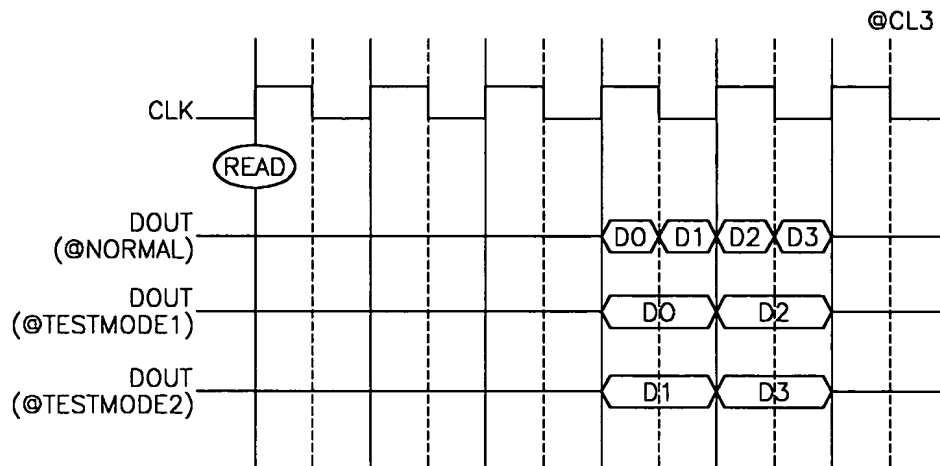 @CL3
CLK
READ
DOUT
(@NORMAL)
D0 D1 D2 D3
DOUT
(@TESTMODE1)
D0 D2
DOUT
(@TESTMODE2)
D1 D3